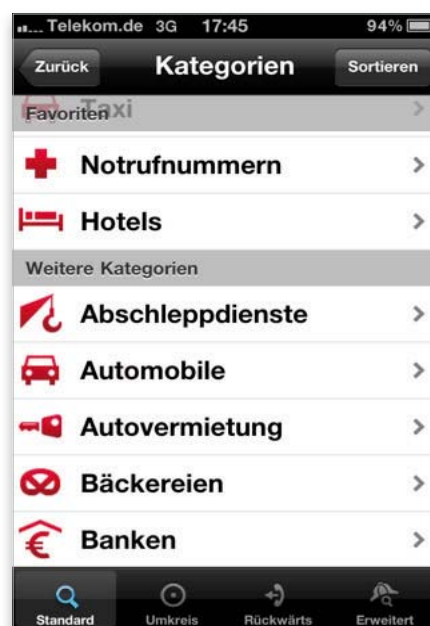 Telekom.de 3G 17:45 94%
Zurück Kategorien Sortieren
Taxi
Favoriten
Notrufnummern
Hotels
Weitere Kategorien
Abschleppdienste
Automobile
Autovermietung
Bäckereien
€ Banken
Standard Umkreis Rückwärts Erweitert